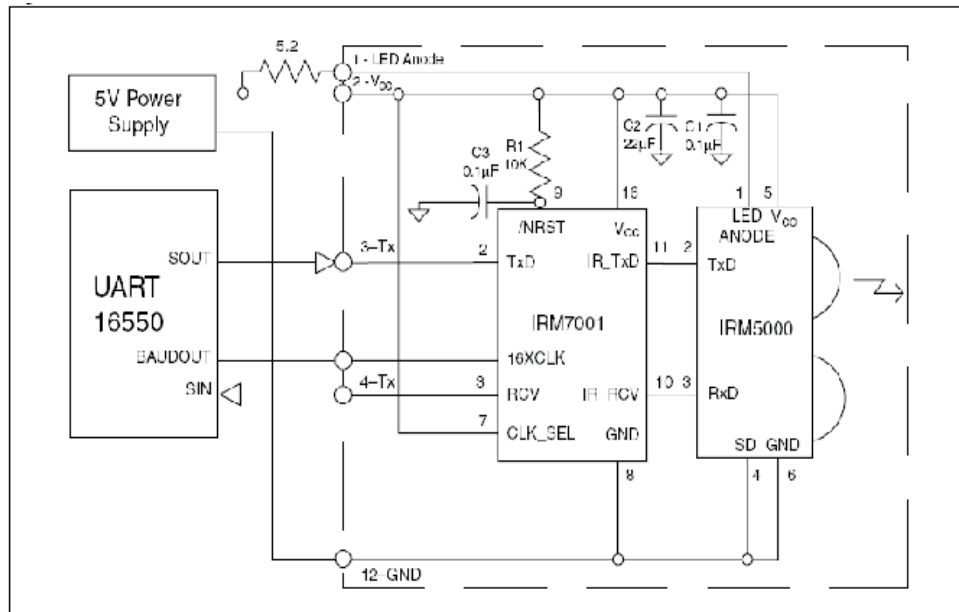 5.2
1 - LED Anode
2 -VCC
5V Power
Supply
C3
0.1µF
R1
10K
C2
22µF
C1
0.1µF
9
16
1
5
/NRST
VCC
LED VCC
ANODE
3–Tx
2
TxD
IR_TxD
11
2
TxD
SOUT
UART
16550
IRM7001
IRM5000
BAUDOUT
16XCLK
SIN
4–Tx
3
RCV
IR_RCV
10
3
RxD
7
CLK_SEL
GND
SD GND
8
4
6
12–GND